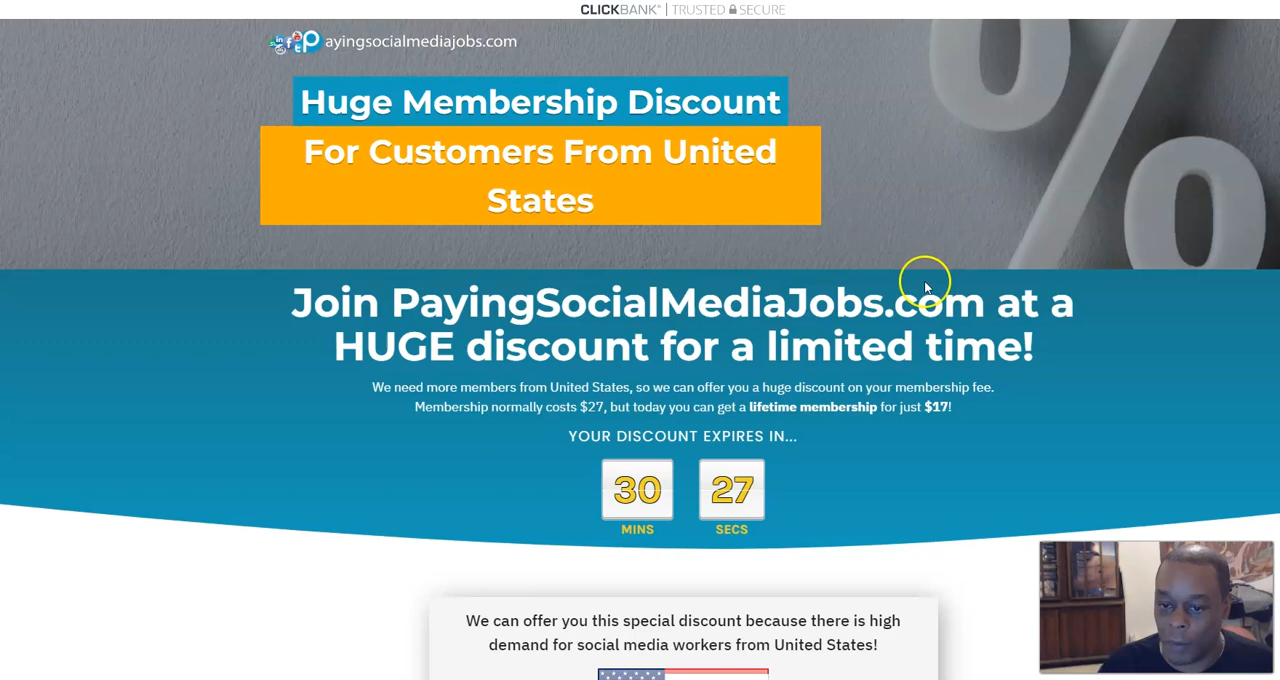 CLICKBANK® | TRUSTED SECURE
payingsocialmediajobs.com
Huge Membership Discount
For Customers From United
States
Join PayingSocialMediaJobs.com at a
HUGE discount for a limited time!
We need more members from United States, so we can offer you a huge discount on your membership fee.
Membership normally costs $27, but today you can get a lifetime membership for just $17!
YOUR DISCOUNT EXPIRES IN...
30 27
MINS SECS
We can offer you this special discount because there is high
demand for social media workers from United States!